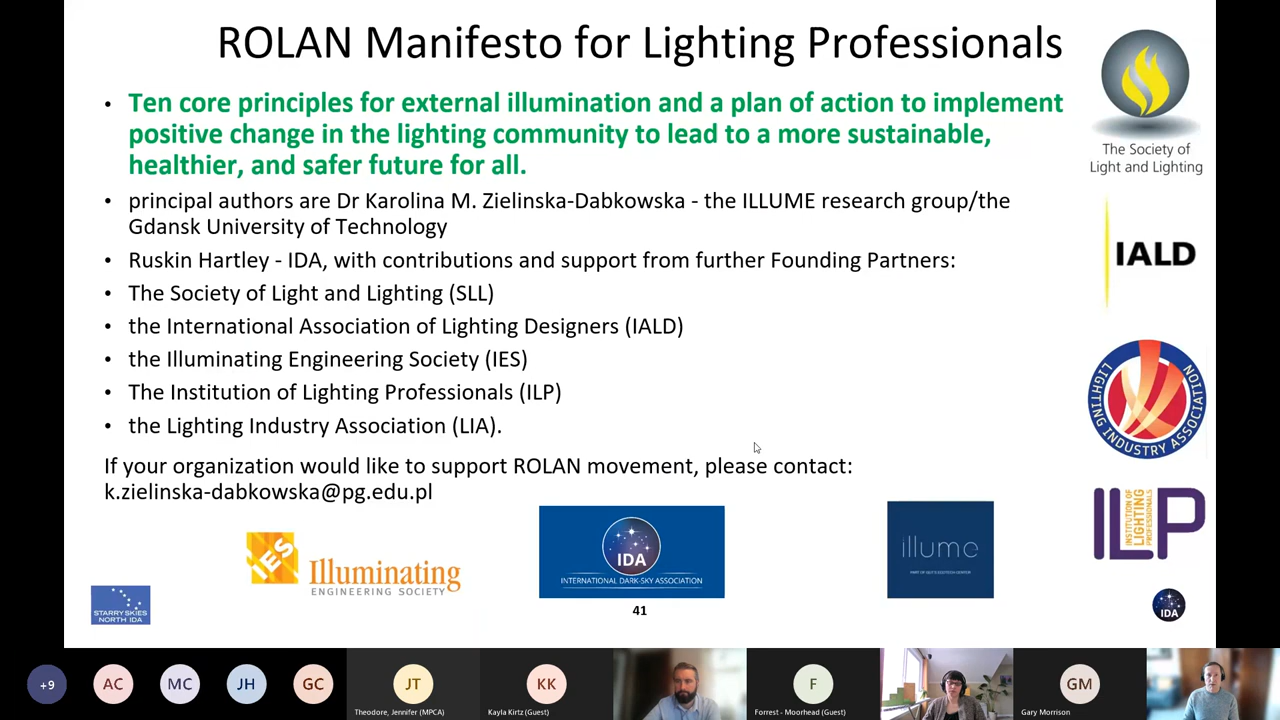 ROLAN Manifesto for Lighting Professionals
• Ten core principles for external illumination and a plan of action to implement
positive change in the lighting community to lead to a more sustainable,
healthier, and safer future for all.
• principal authors are Dr Karolina M. Zielinska-Dabkowska - the ILLUME research group/the
Gdansk University of Technology
• Ruskin Hartley - IDA, with contributions and support from further Founding Partners:
• The Society of Light and Lighting (SLL)
• the International Association of Lighting Designers (IALD)
• the Illuminating Engineering Society (IES)
• The Institution of Lighting Professionals (ILP)
• the Lighting Industry Association (LIA).
If your organization would like to support ROLAN movement, please contact:
k.zielinska-dabkowska@pg.edu.pl
The Society of
Light and Lighting
IALD
LIGHTING INDUSTRY ASSOCIATION
ILP
INSTITUTION OF
LIGHTING
PROFESSIONALS
IES
Illuminating
ENGINEERING SOCIETY
IDA
INTERNATIONAL DARK-SKY ASSOCIATION
illume
STARRY SKIES
NORTH IDA
41
IDA
+9
AC
MC
JH
GC
JT
Theodore, Jennifer (MPCA)
KK
Kayla Kirtz (Guest)
F
Forrest - Moorhead (Guest)
GM
Gary Morrison